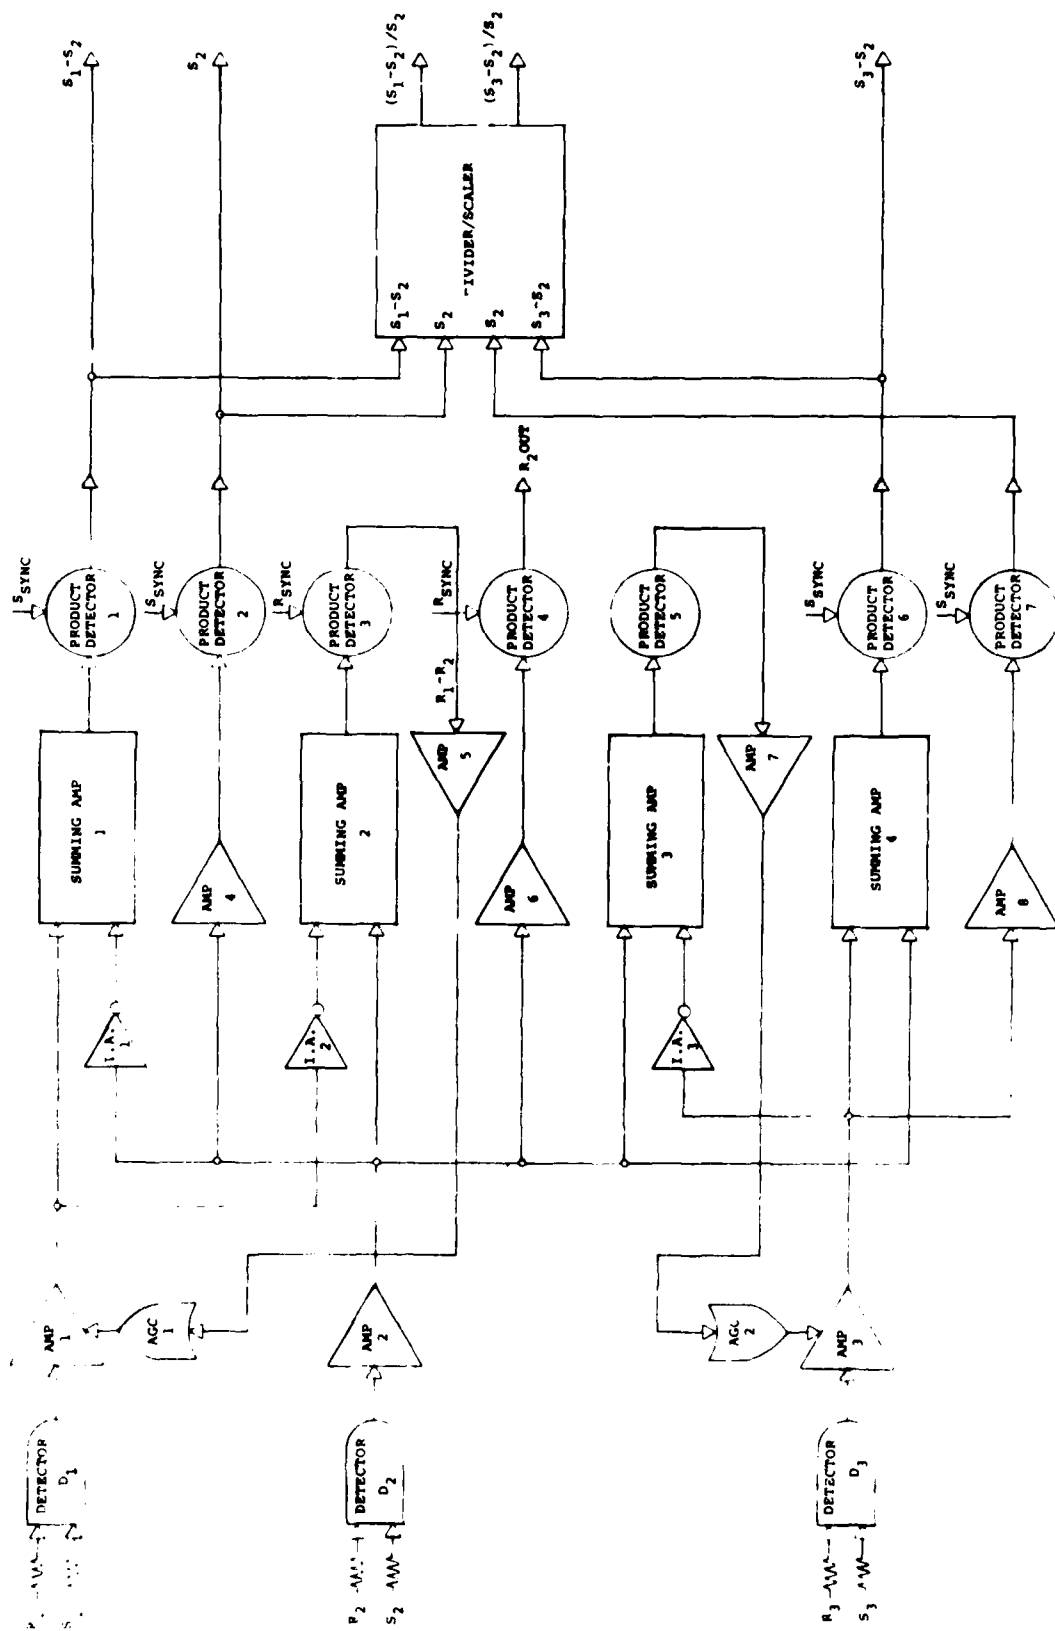 R
S
DETECTOR
D1
AMP
1
AGC
1
I.A.
1
SUMMING AMP
1
SSYNC
PRODUCT
DETECTOR
1
S1-S2
AMP
4
SSYNC
PRODUCT
DETECTOR
2
S2
I.A.
2
SUMMING AMP
2
RSYNC
PRODUCT
DETECTOR
3
R1-R2
AMP
5
R2
S2
DETECTOR
D2
AMP
2
AMP
6
RSYNC
PRODUCT
DETECTOR
4
R2OUT
S1-S2
S2
S2
S3-S2
IVIDER/SCALER
(S1-S2)/S2
(S3-S2)/S2
SUMMING AMP
3
PRODUCT
DETECTOR
5
I.A.
3
AMP
7
AGC
2
R3
S3
DETECTOR
D3
AMP
3
SUMMING AMP
4
SSYNC
PRODUCT
DETECTOR
6
S3-S2
AMP
8
SSYNC
PRODUCT
DETECTOR
7